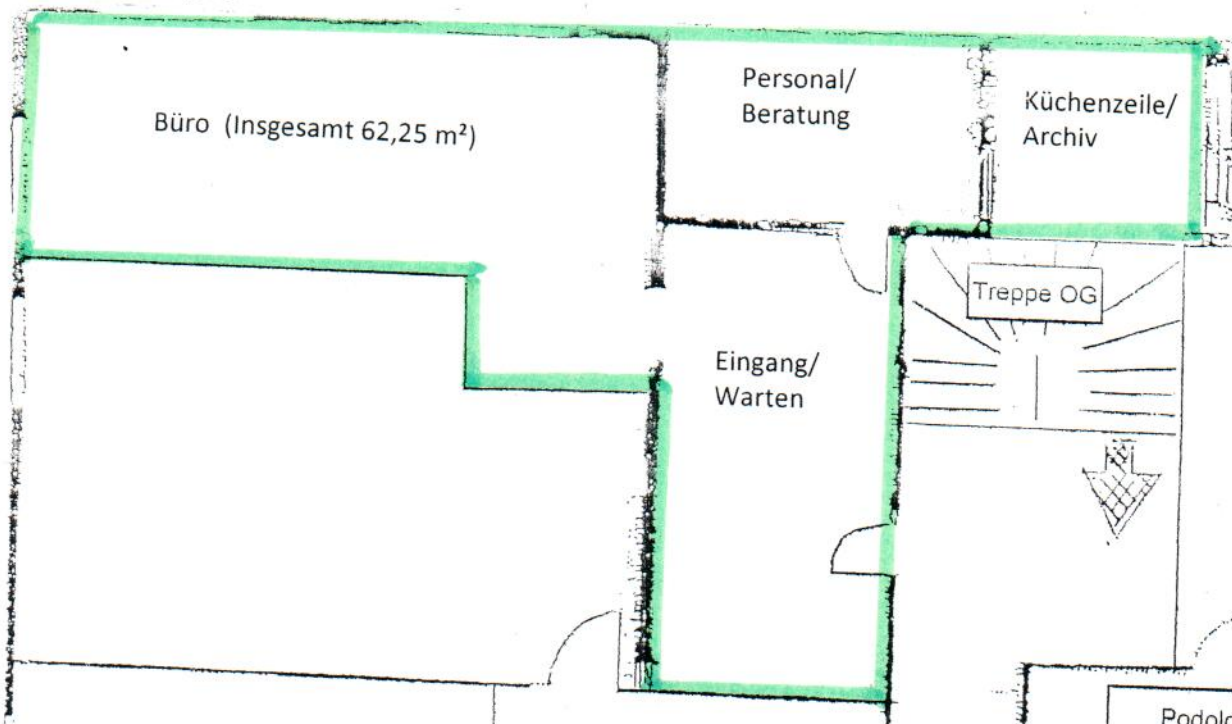 Büro (Insgesamt 62,25 m²)
Personal/
Beratung
Küchenzeile/
Archiv
Treppe OG
Eingang/
Warten